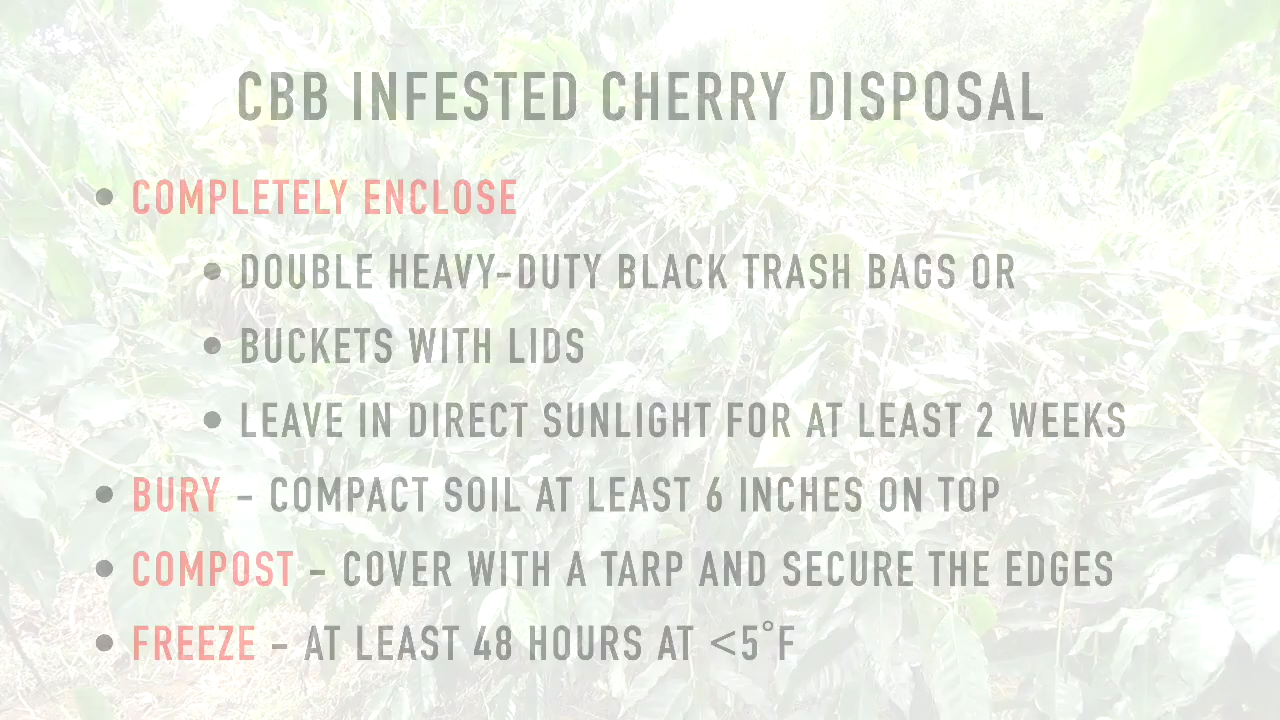 CBB INFESTED CHERRY DISPOSAL
• COMPLETELY ENCLOSE
• DOUBLE HEAVY-DUTY BLACK TRASH BAGS OR
• BUCKETS WITH LIDS
• LEAVE IN DIRECT SUNLIGHT FOR AT LEAST 2 WEEKS
• BURY – COMPACT SOIL AT LEAST 6 INCHES ON TOP
• COMPOST – COVER WITH A TARP AND SECURE THE EDGES
• FREEZE – AT LEAST 48 HOURS AT <5°F